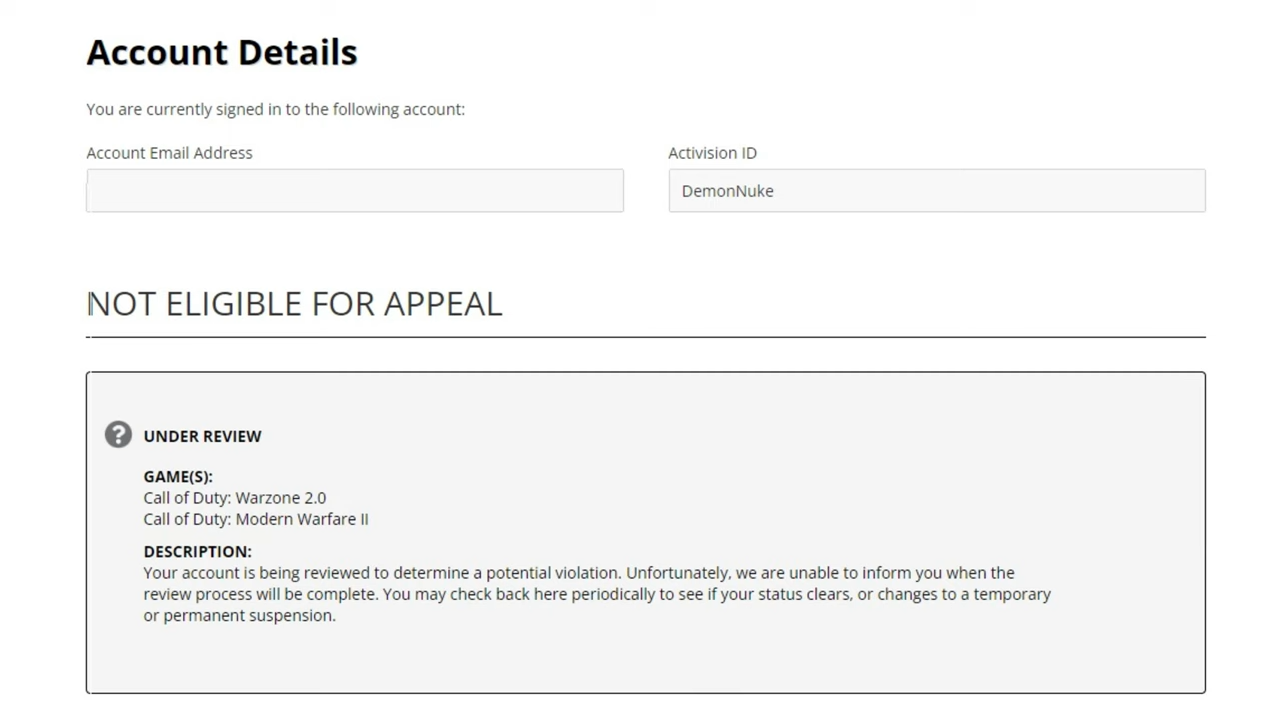 Account Details
You are currently signed in to the following account:
Account Email Address
Activision ID
DemonNuke
NOT ELIGIBLE FOR APPEAL
UNDER REVIEW
GAME(S):
Call of Duty: Warzone 2.0
Call of Duty: Modern Warfare II
DESCRIPTION:
Your account is being reviewed to determine a potential violation. Unfortunately, we are unable to inform you when the
review process will be complete. You may check back here periodically to see if your status clears, or changes to a temporary
or permanent suspension.